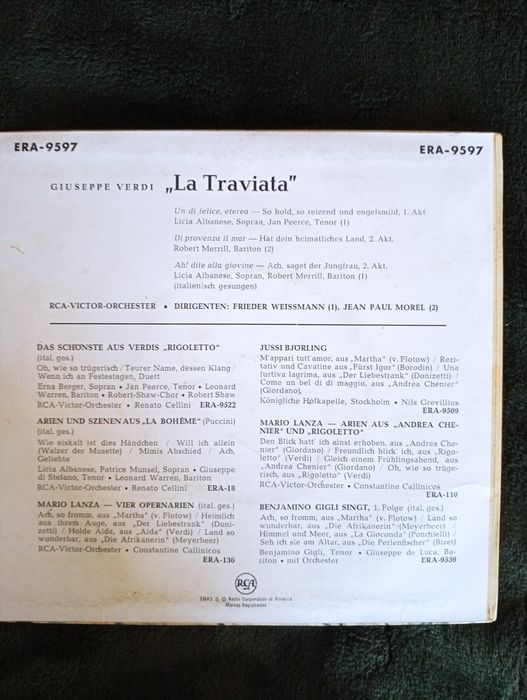 ERA-9597
ERA-9597
GIUSEPPE VERDI „La Traviata"
Un di felice, eterea — So hold, so reizend und engelsmild, 1. Akt
Licia Albanese, Sopran, Jan Peerce, Tenor (1)
Di provenza il mar — Hat dein heimatliches Land, 2. Akt.
Robert Merrill, Bariton (2)
Ah! dite alla giovine — Ach, saget der Jungfrau, 2. Akt.
Licia Albanese, Sopran, Robert Merrill, Bariton (1)
(italienisch gesungen)
RCA-VICTOR-ORCHESTER • DIRIGENTEN: FRIEDER WEISSMANN (1), JEAN PAUL MOREL (2)
DAS SCHÖNSTE AUS VERDIS „RIGOLETTO"
(ital. ges.)
Oh, wie so trügerisch / Teurer Name, dessen Klang /
Wenn ich an Festestagen, Duett
Erna Berger, Sopran • Jan Peerce, Tenor • Leonard
Warren, Bariton • Robert-Shaw-Chor • Robert Shaw
RCA-Victor-Orchester • Renato Cellini ERA-9522
ARIEN UND SZENEN AUS „LA BOHÈME" (Puccini)
(ital. ges.)
Wie eiskalt ist dies Händchen / Will ich allein
(Walzer der Musette) / Mimis Abschied / Ach,
Geliebte
Licia Albanese, Patrice Munsel, Sopran • Giuseppe
di Stefano, Tenor • Leonard Warren, Bariton
RCA-Victor-Orchester • Renato Cellini ERA-18
MARIO LANZA — VIER OPERNARIEN (ital. ges.)
Ach, so fromm, aus „Martha" (v. Flotow) / Heimlich
aus ihrem Auge, aus „Der Liebestrank" (Doni-
zetti) / Holde Aida, aus „Aida" (Verdi) / Land so
wunderbar, aus „Die Afrikanerin" (Meyerbeer)
RCA-Victor-Orchester • Constantine Callinicos
ERA-136
JUSSI BJÖRLING
M'appari tutt'amor, aus „Martha" (v. Flotow) / Rezi-
tativ und Cavatine aus „Fürst Igor" (Borodin) / Una
furtiva lagrima, aus „Der Liebestrank" (Donizetti) /
Come un bel di di maggio, aus „Andrea Chénier"
(Giordano),
Königliche Hofkapelle, Stockholm • Nils Grevillius
ERA-9509
MARIO LANZA — ARIEN AUS „ANDREA CHE-
NIER" UND „RIGOLETTO"
Den Blick hatt' ich einst erhoben, aus „Andrea Che-
nier" (Giordano) / Freundlich blick' ich, aus „Rigo-
letto" (Verdi) / Gleich einem Frühlingsabend, aus
„Andrea Chenier" (Giordano) / Oh, wie so trüge-
risch, aus „Rigoletto" (Verdi)
RCA-Victor-Orchester • Constantine Callinicos
ERA-110
BENJAMINO GIGLI SINGT, 1. Folge (ital. ges.)
Ach, so fromm, aus „Martha" (v. Flotow) / Land so
wunderbar, aus „Die Afrikanerin" (Meyerbeer) /
Himmel und Meer, aus „La Gioconda" (Ponchielli) /
Seh ich sie am Altar, aus „Die Perlenfischer" (Bizet)
Benjamino Gigli, Tenor • Giuseppe de Luca, Ba-
riton • mit Orchester ERA-9539
RCA
TMKS ® © Radio Corporation of America
Marcas Registradas